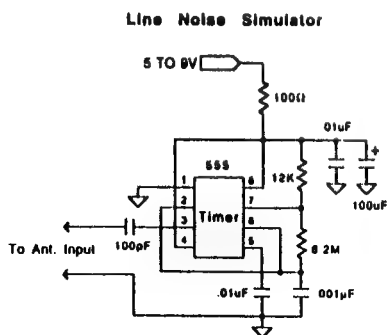 Line Noise Simulator
5 TO 9V
100Ω
.01uF
+
555
12K
100uF
1
8
2
7
Timer
3
6
4
5
100pF
To Ant. Input
8.2M
.01uF
.001µF